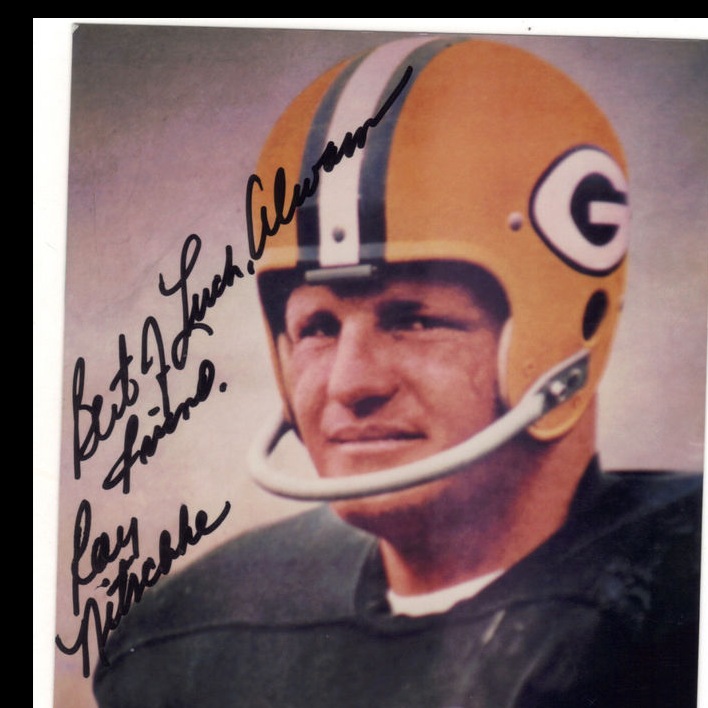 Best of Luck, Always
friend.
Ray
Nitschke
G